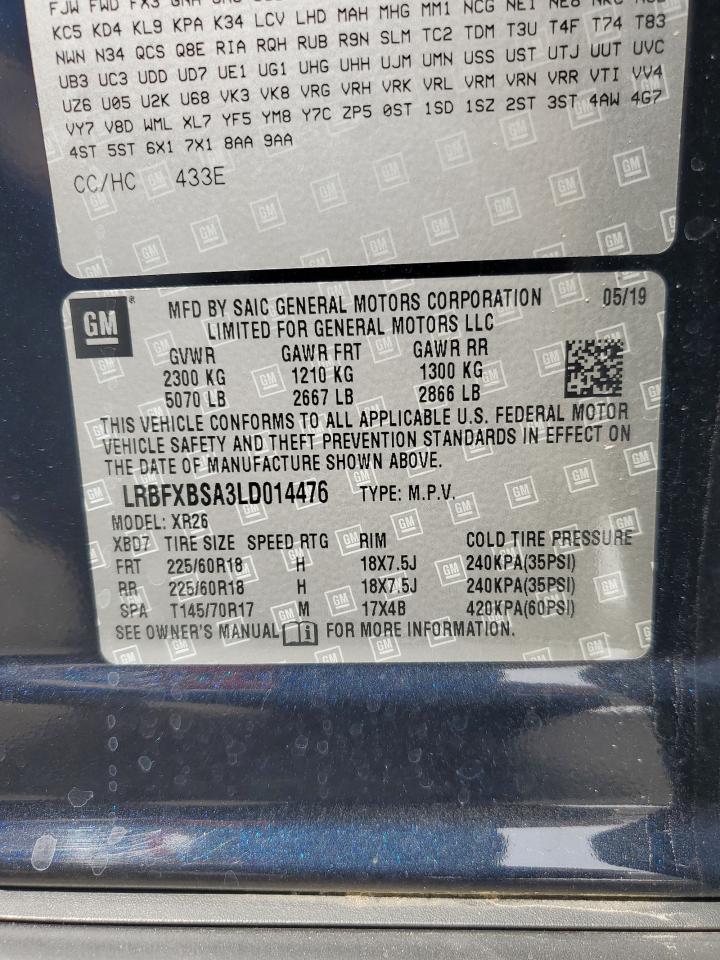 FJW FWD FX3
KC5 KD4 KL9 KPA K34 LCV LHD MAH MHG MM1 NCG NE1 NE8
NWN N34 QCS Q8E RIA RQH RUB R9N SLM TC2 TDM T3U T4F T74 T83
UB3 UC3 UDD UD7 UE1 UG1 UHG UHH UJM UMN USS UST UTJ UUT UVC
UZ6 U05 U2K U68 VK3 VK8 VRG VRH VRK VRL VRM VRN VRR VTI VV4
VY7 V8D WML XL7 YF5 YM8 Y7C ZP5 0ST 1SD 1SZ 2ST 3ST 4AW 4G7
4ST 5ST 6X1 7X1 8AA 9AA
CC/HC 433E
GM® MFD BY SAIC GENERAL MOTORS CORPORATION 05/19
LIMITED FOR GENERAL MOTORS LLC
GVWR GAWR FRT GAWR RR
2300 KG 1210 KG 1300 KG
5070 LB 2667 LB 2866 LB
THIS VEHICLE CONFORMS TO ALL APPLICABLE U.S. FEDERAL MOTOR
VEHICLE SAFETY AND THEFT PREVENTION STANDARDS IN EFFECT ON
THE DATE OF MANUFACTURE SHOWN ABOVE.
LRBFXBSA3LD014476 TYPE: M.P.V.
MODEL: XR26
XBD7 TIRE SIZE SPEED RTG RIM COLD TIRE PRESSURE
FRT 225/60R18 H 18X7.5J 240KPA(35PSI)
RR 225/60R18 H 18X7.5J 240KPA(35PSI)
SPA T145/70R17 M 17X4B 420KPA(60PSI)
SEE OWNER'S MANUAL FOR MORE INFORMATION.